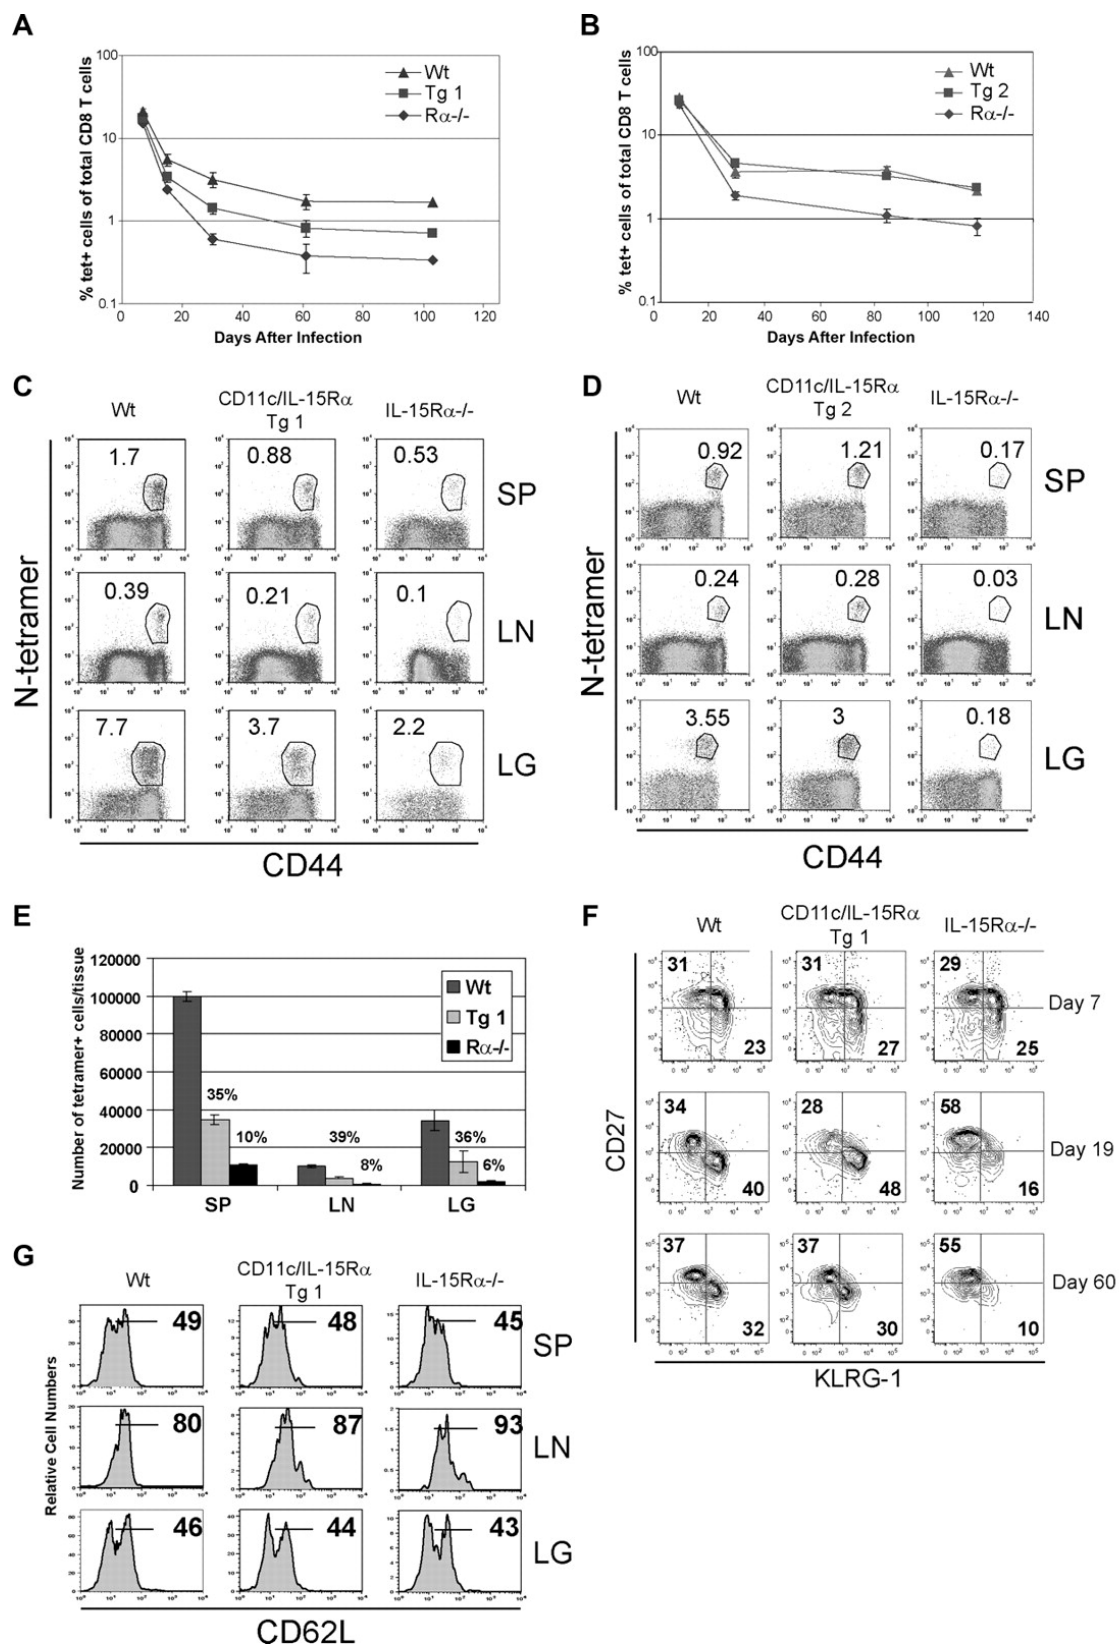 A
B
% tet+ cells of total CD8 T cells
100
10
1
0.1
0 20 40 60 80 100 120
Days After Infection
Wt
Tg 1
Rα-/-
% tet+ cells of total CD8 T cells
100
10
1
0.1
0 20 40 60 80 100 120 140
Days After Infection
Wt
Tg 2
Rα-/-
C
Wt
CD11c/IL-15Rα
Tg 1
IL-15Rα-/-
1.7 0.88 0.53 SP
0.39 0.21 0.1 LN
7.7 3.7 2.2 LG
N-tetramer
CD44
D
Wt
CD11c/IL-15Rα
Tg 2
IL-15Rα-/-
0.92 1.21 0.17 SP
0.24 0.28 0.03 LN
3.55 3 0.18 LG
N-tetramer
CD44
E
Number of tetramer+ cells/tissue
120000
100000
80000
60000
40000
20000
0
Wt
Tg 1
Rα-/-
35% 10% 39% 8% 36% 6%
SP LN LG
F
Wt
CD11c/IL-15Rα
Tg 1
IL-15Rα-/-
31 31 29
Day 7
23 27 25
34 28 58
Day 19
40 48 16
37 37 55
Day 60
32 30 10
CD27
KLRG-1
G
Wt
CD11c/IL-15Rα
Tg 1
IL-15Rα-/-
49 48 45 SP
80 87 93 LN
46 44 43 LG
Relative Cell Numbers
CD62L